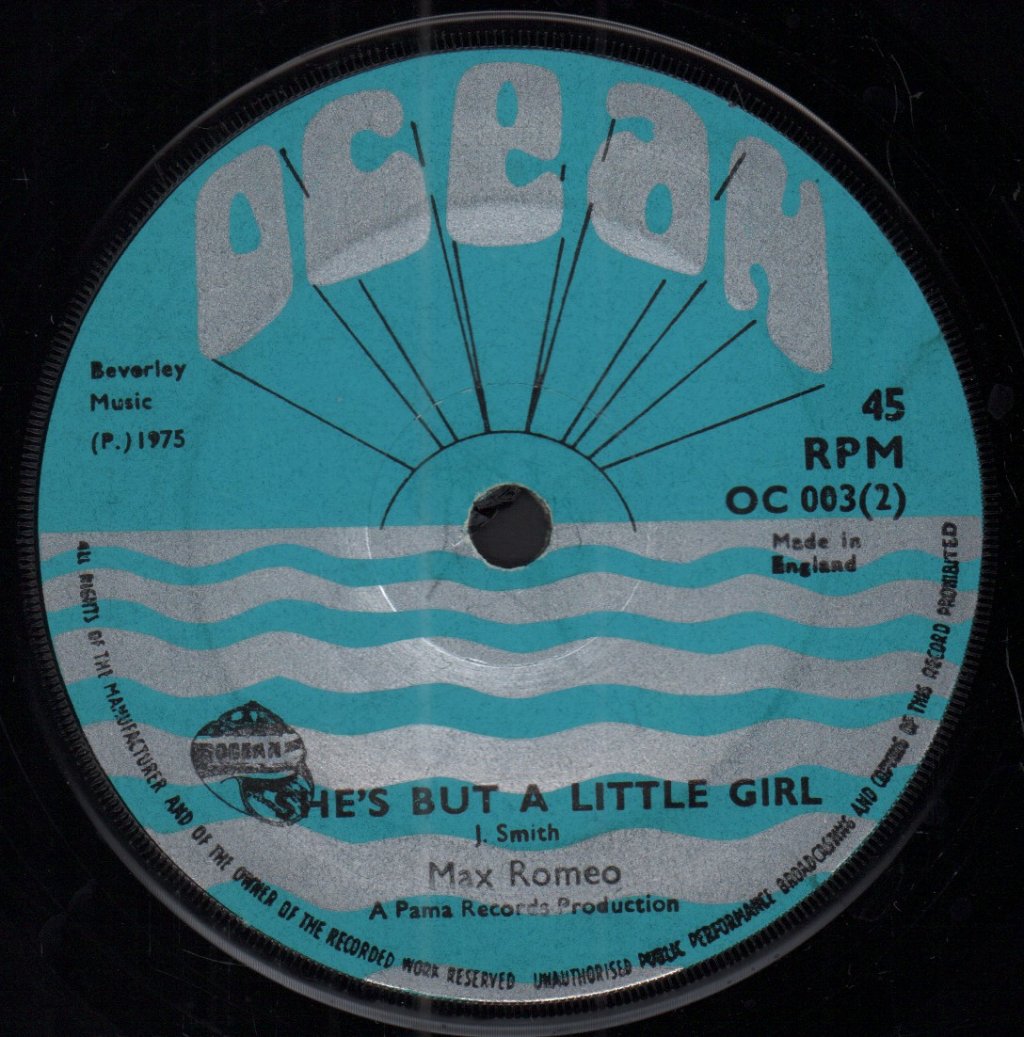 OCEAN
Beverley
Music
(P.) 1975
45
RPM
OC 003(2)
Made in
England
OCEAN
SHE'S BUT A LITTLE GIRL
J. Smith
Max Romeo
A Pama Records Production
ALL RIGHTS OF THE MANUFACTURER AND OF THE OWNER OF THE RECORDED WORK RESERVED UNAUTHORISED PUBLIC PERFORMANCE BROADCASTING AND COPYING OF THIS RECORD PROHIBITED